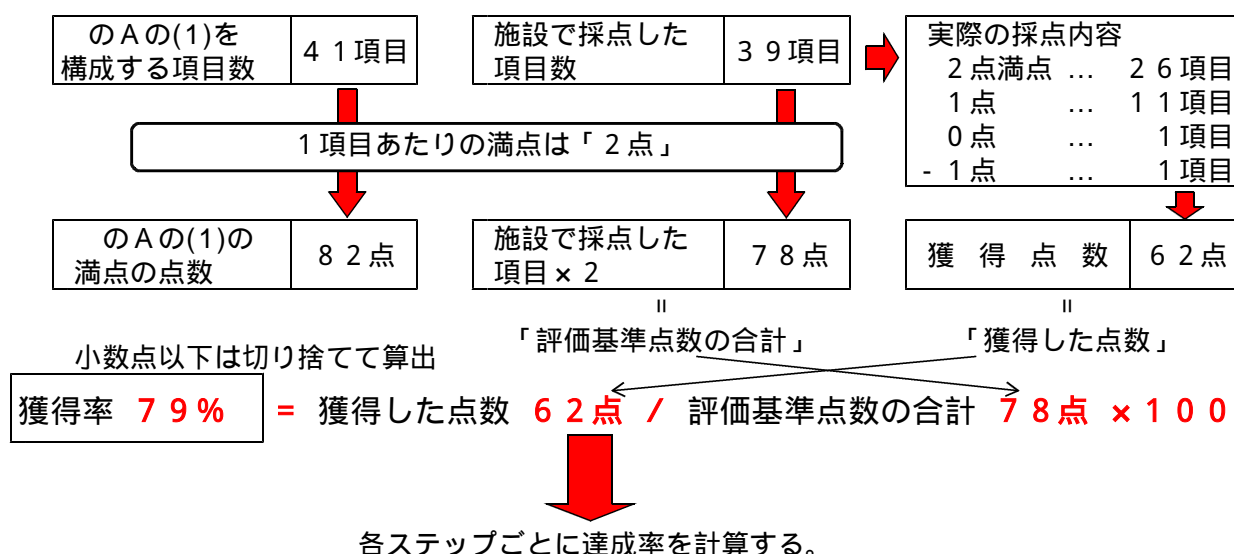 のＡの(1)を
構成する項目数
４１項目
施設で採点した
項目数
３９項目
実際の採点内容
２点満点 … ２６項目
１点 … １１項目
０点 … １項目
-１点 … １項目
１項目あたりの満点は「２点」
のＡの(1)の
満点の点数
８２点
施設で採点した
項目×２
７８点
獲得点数
６２点
＝ ＝
「評価基準点数の合計」 「獲得した点数」
小数点以下は切り捨てて算出
獲得率 ７９% = 獲得した点数 ６２点 / 評価基準点数の合計 ７８点 ×１００
各ステップごとに達成率を計算する。